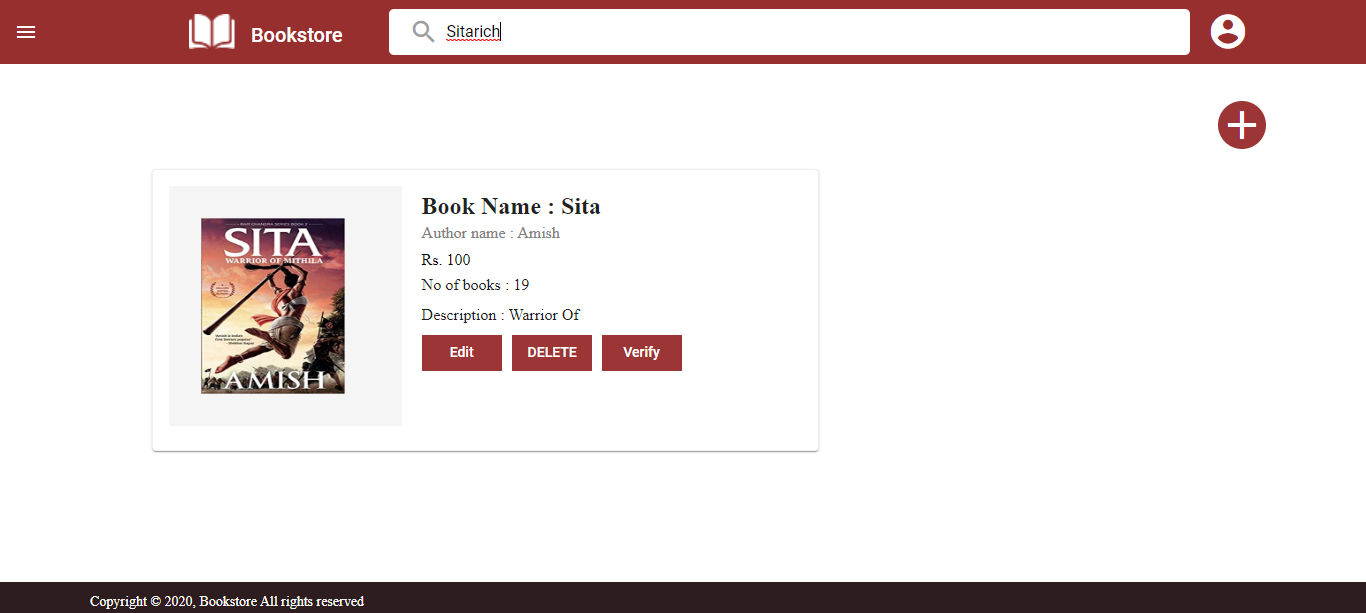 Bookstore
Sitarich
SITA
WARRIOR OF MITHILA
AMISH
Book Name : Sita
Author name : Amish
Rs. 100
No of books : 19
Description : Warrior Of
Edit
DELETE
Verify
Copyright © 2020, Bookstore All rights reserved